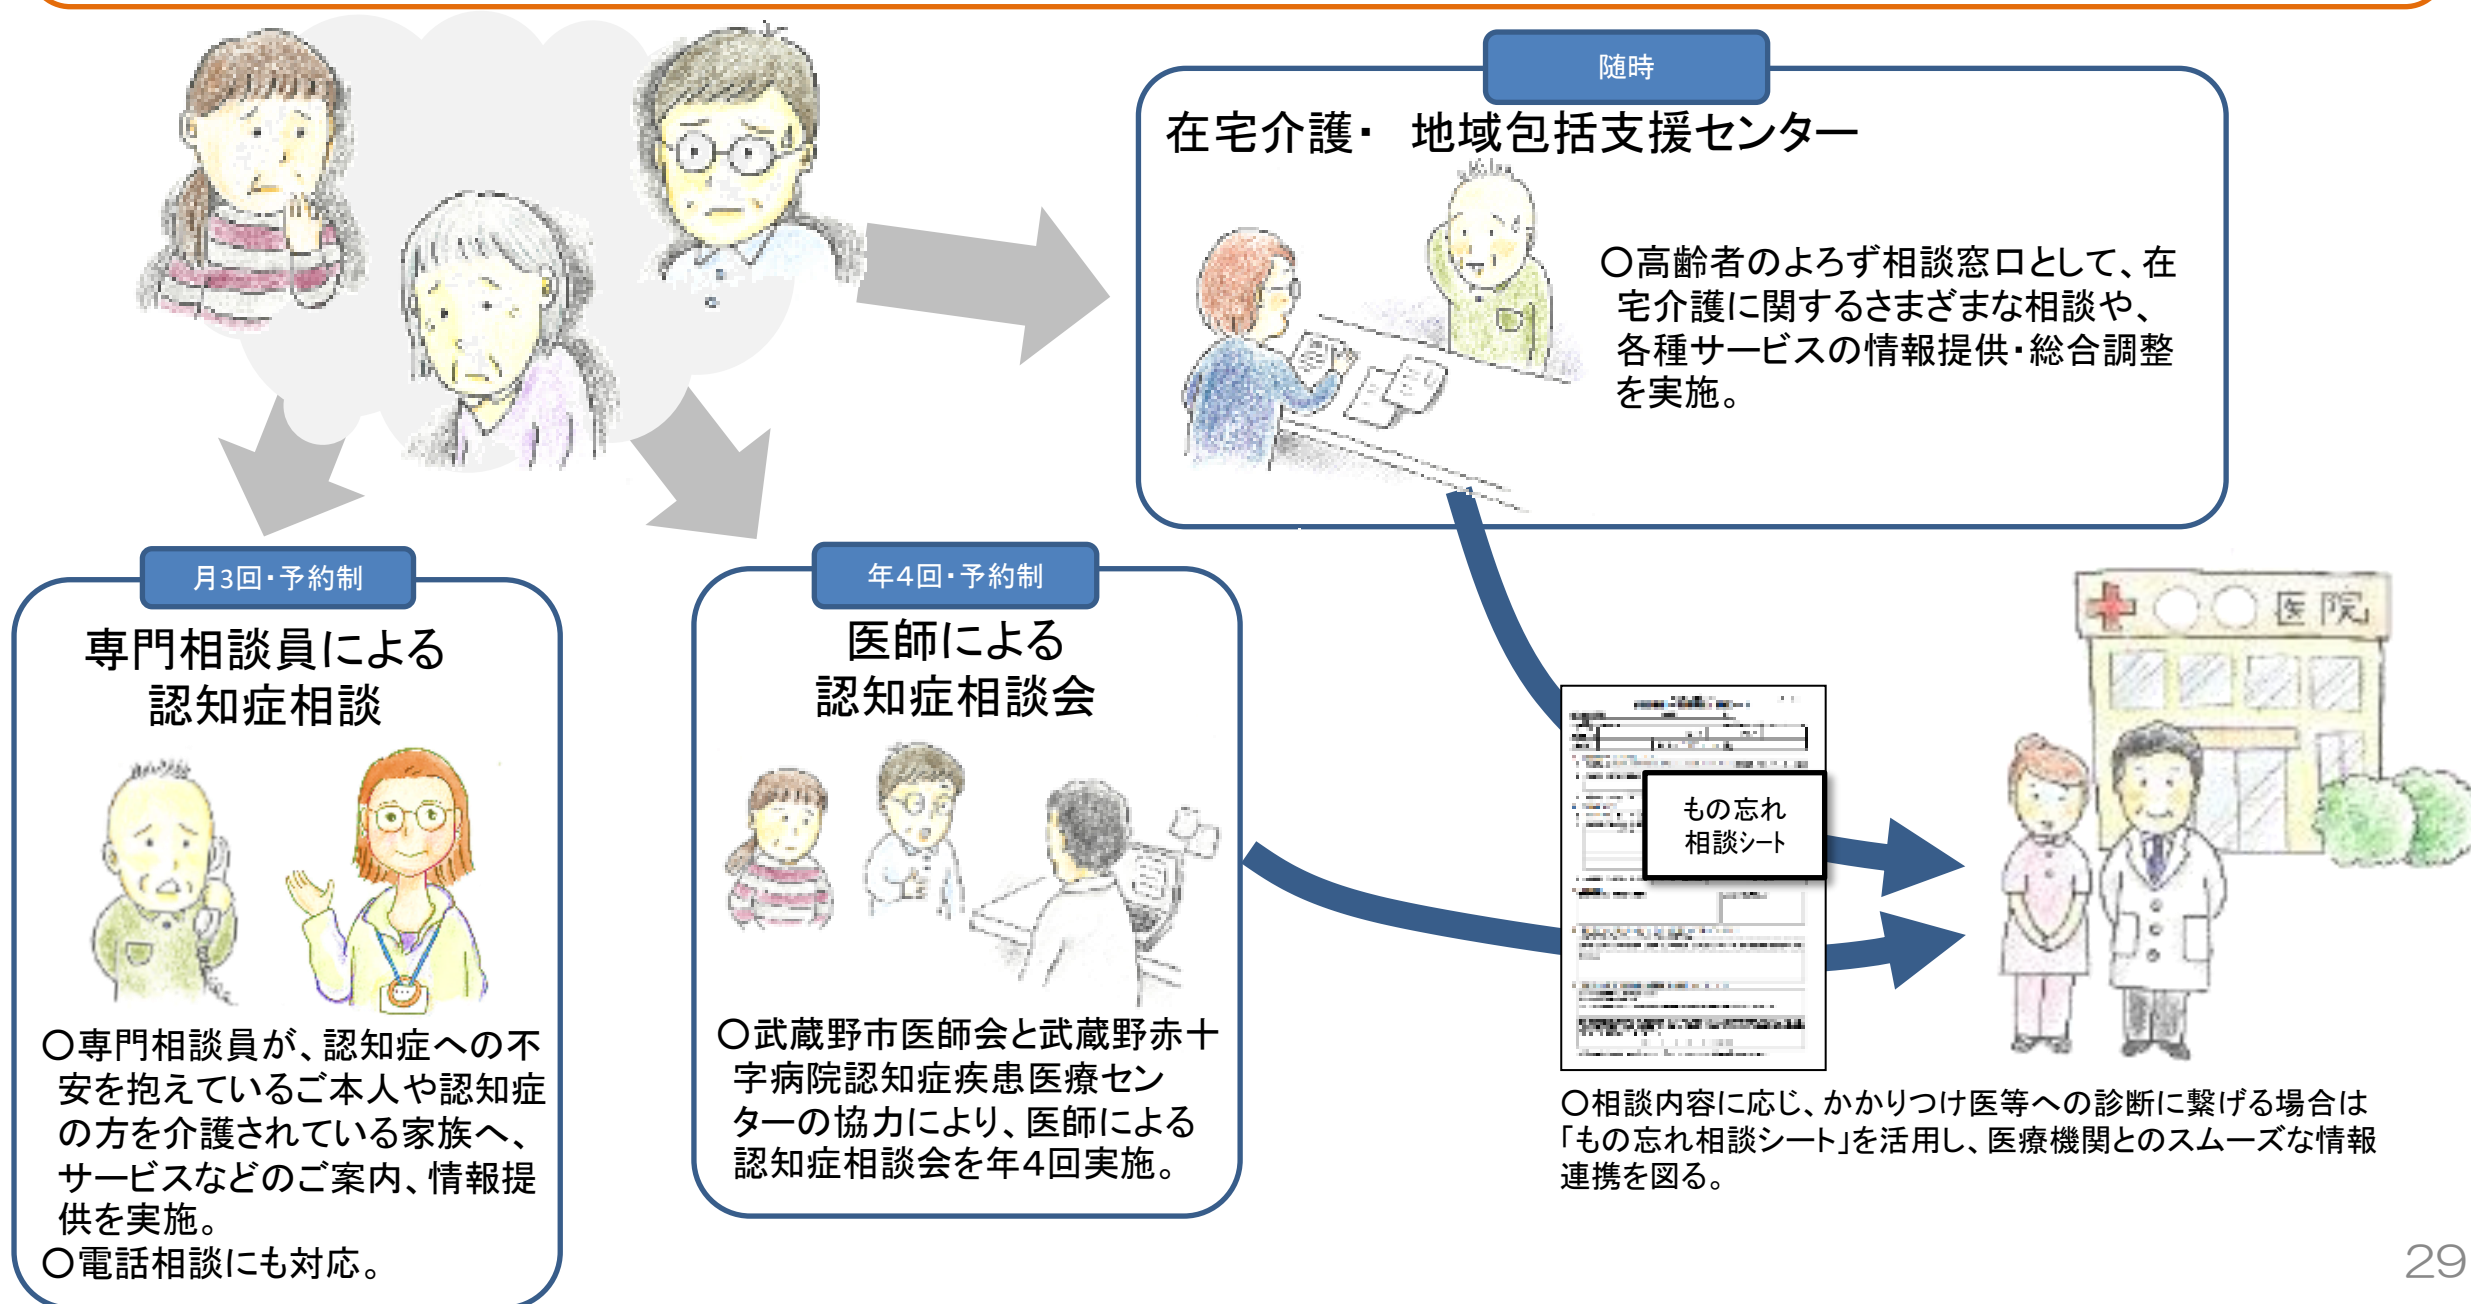 随時
在宅介護・ 地域包括支援センター
〇高齢者のよろず相談窓口として、在
宅介護に関するさまざまな相談や、
各種サービスの情報提供・総合調整
を実施。
月3回・予約制
専門相談員による
認知症相談
〇専門相談員が、認知症への不
安を抱えているご本人や認知症
の方を介護されている家族へ、
サービスなどのご案内、情報提
供を実施。
〇電話相談にも対応。
年4回・予約制
医師による
認知症相談会
〇武蔵野市医師会と武蔵野赤十
字病院認知症疾患医療セン
ターの協力により、医師による
認知症相談会を年4回実施。
もの忘れ
相談シート
〇〇医院
〇相談内容に応じ、かかりつけ医等への診断に繋げる場合は
「もの忘れ相談シート」を活用し、医療機関とのスムーズな情報
連携を図る。
29